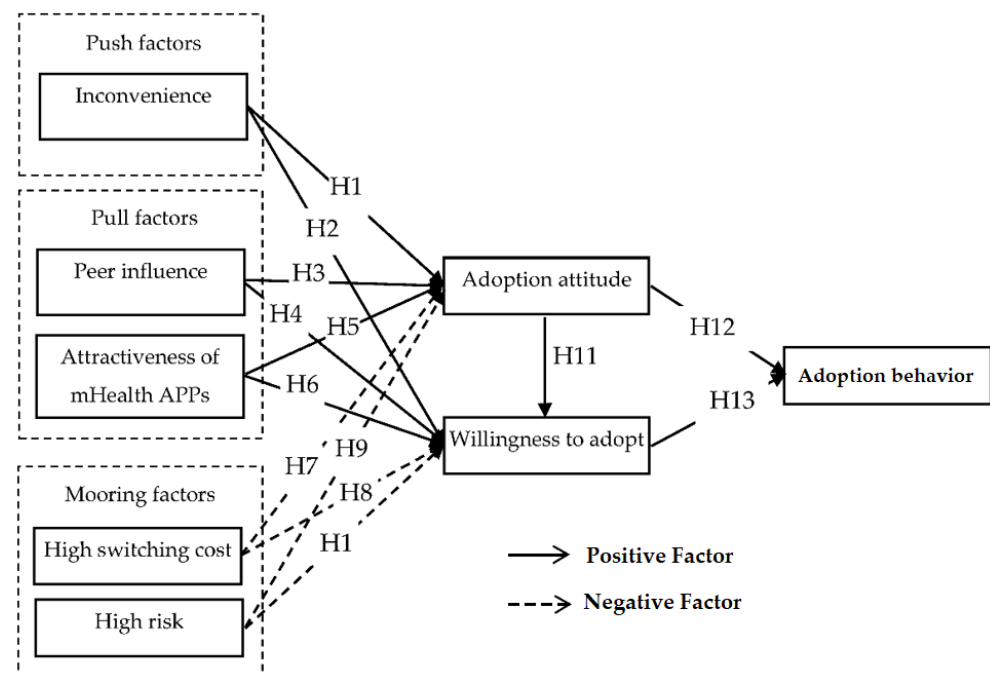 Push factors
Inconvenience
H1
H2
Pull factors
Peer influence
H3
H4
Attractiveness of
mHealth APPs
H5
H6
Adoption attitude
H11
H12
Adoption behavior
H13
Willingness to adopt
Mooring factors
High switching cost
H7
H9
H8
H1
High risk
Positive Factor
Negative Factor